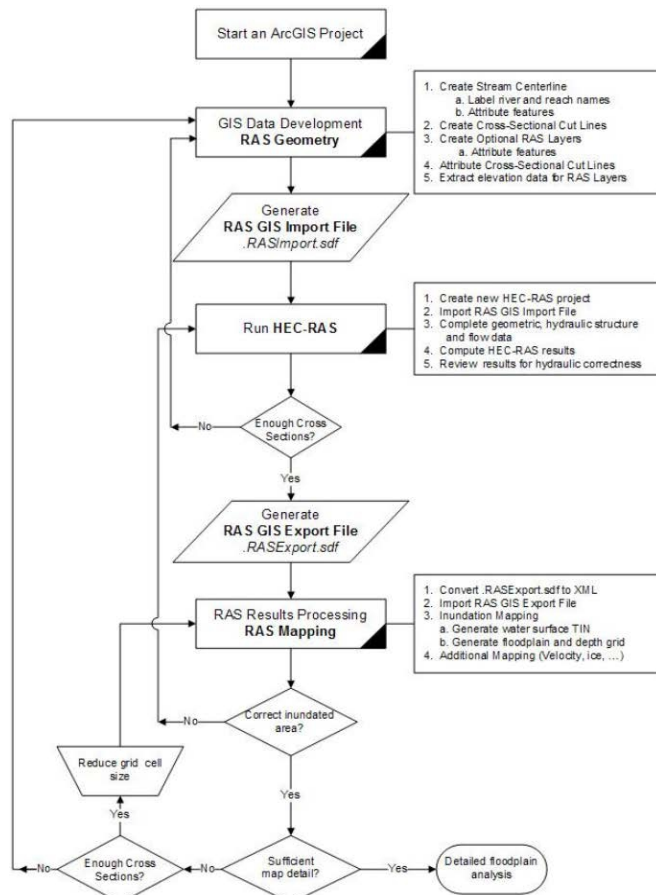 Start an ArcGIS Project
GIS Data Development
RAS Geometry
1. Create Stream Centerline
a. Label river and reach names
b. Attribute features
2. Create Cross-Sectional Cut Lines
3. Create Optional RAS Layers
a. Attribute features
4. Attribute Cross-Sectional Cut Lines
5. Extract elevation data for RAS Layers
Generate
RAS GIS Import File
.RASImport.sdf
Run HEC-RAS
1. Create new HEC-RAS project
2. Import RAS GIS Import File
3. Complete geometric, hydraulic structure
and flow data
4. Compute HEC-RAS results
5. Review results for hydraulic correctness
No
Enough Cross
Sections?
Yes
Generate
RAS GIS Export File
.RASExport.sdf
RAS Results Processing
RAS Mapping
1. Convert .RASExport.sdf to XML
2. Import RAS GIS Export File
3. Inundation Mapping
a. Generate water surface TIN
b. Generate floodplain and depth grid
4. Additional Mapping (Velocity, ice, ...)
No
Correct inundated
area?
Reduce grid cell
size
Yes
Yes
No
Enough Cross
Sections?
No
Sufficient
map detail?
Yes
Detailed floodplain
analysis